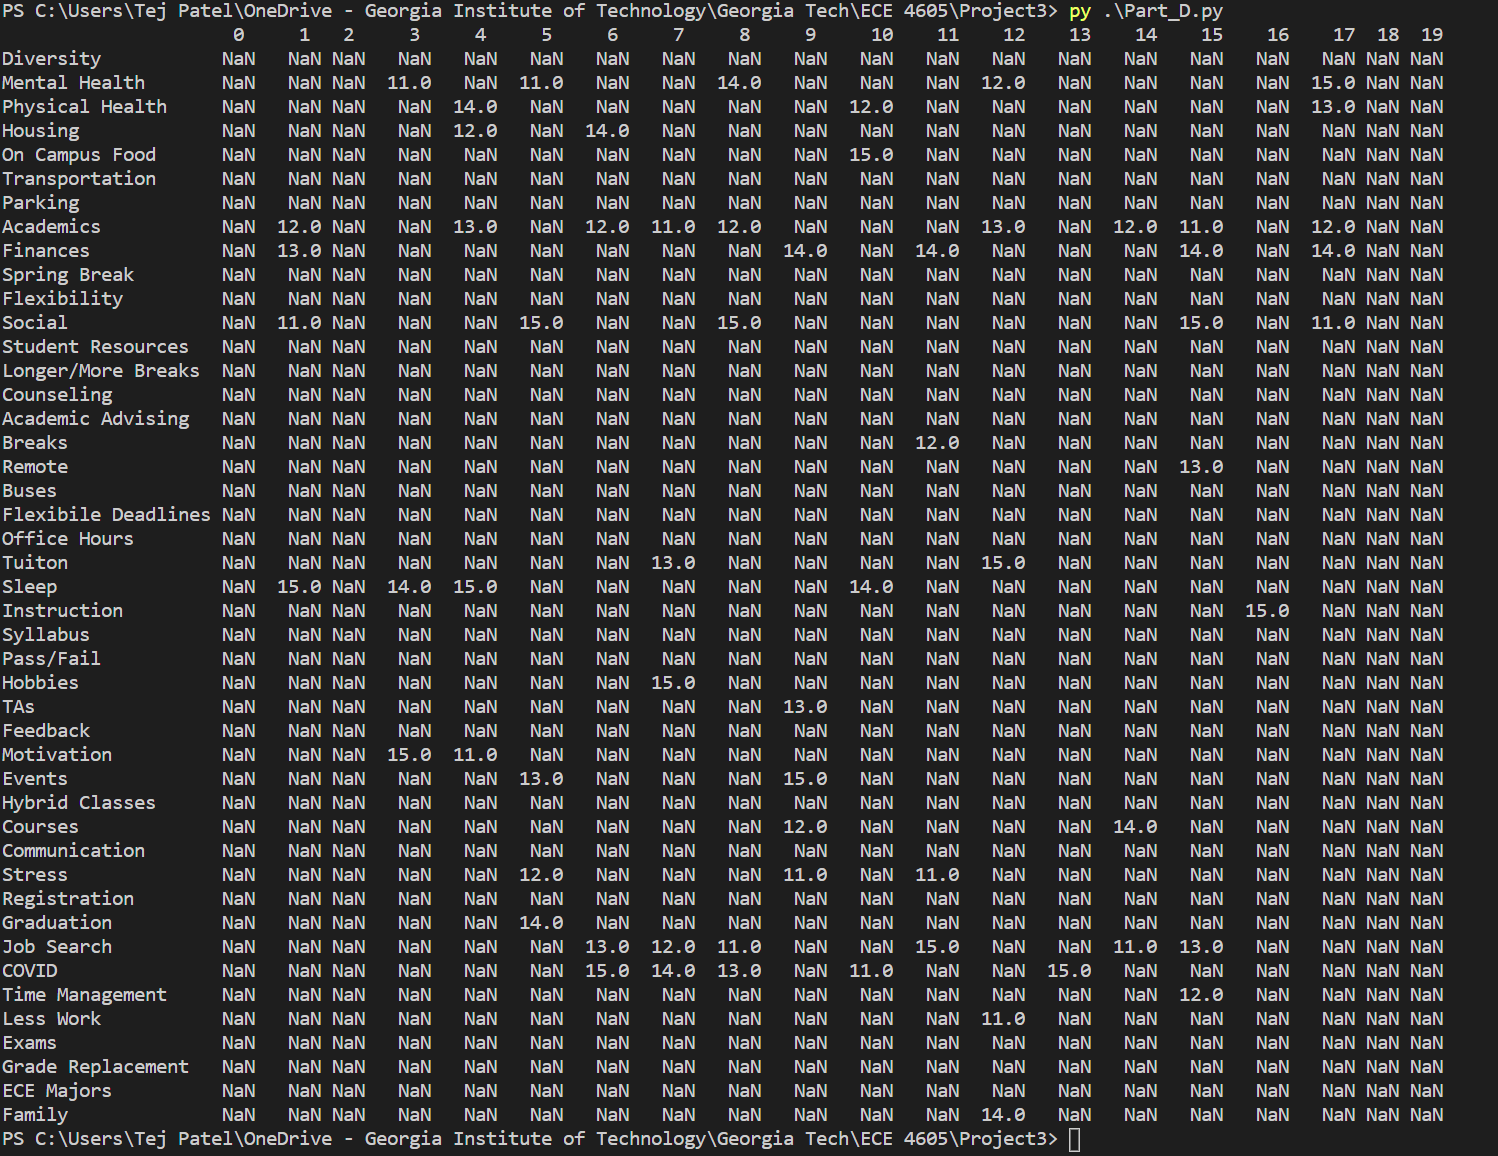 PS C:\Users\Tej Patel\OneDrive - Georgia Institute of Technology\Georgia Tech\ECE 4605\Project3> py .\Part_D.py
0 1 2 3 4 5 6 7 8 9 10 11 12 13 14 15 16 17 18 19
Diversity NaN NaN NaN NaN NaN NaN NaN NaN NaN NaN NaN NaN NaN NaN NaN NaN NaN NaN NaN NaN
Mental Health NaN NaN NaN 11.0 NaN 11.0 NaN NaN 14.0 NaN NaN NaN 12.0 NaN NaN NaN NaN 15.0 NaN NaN
Physical Health NaN NaN NaN NaN 14.0 NaN NaN NaN NaN NaN 12.0 NaN NaN NaN NaN NaN NaN 13.0 NaN NaN
Housing NaN NaN NaN NaN 12.0 NaN 14.0 NaN NaN NaN NaN NaN NaN NaN NaN NaN NaN NaN NaN NaN
On Campus Food NaN NaN NaN NaN NaN NaN NaN NaN NaN NaN 15.0 NaN NaN NaN NaN NaN NaN NaN NaN NaN
Transportation NaN NaN NaN NaN NaN NaN NaN NaN NaN NaN NaN NaN NaN NaN NaN NaN NaN NaN NaN NaN
Parking NaN NaN NaN NaN NaN NaN NaN NaN NaN NaN NaN NaN NaN NaN NaN NaN NaN NaN NaN NaN
Academics NaN 12.0 NaN NaN 13.0 NaN 12.0 11.0 12.0 NaN NaN NaN 13.0 NaN 12.0 11.0 NaN 12.0 NaN NaN
Finances NaN 13.0 NaN NaN NaN NaN NaN NaN NaN 14.0 NaN 14.0 NaN NaN NaN 14.0 NaN 14.0 NaN NaN
Spring Break NaN NaN NaN NaN NaN NaN NaN NaN NaN NaN NaN NaN NaN NaN NaN NaN NaN NaN NaN NaN
Flexibility NaN NaN NaN NaN NaN NaN NaN NaN NaN NaN NaN NaN NaN NaN NaN NaN NaN NaN NaN NaN
Social NaN 11.0 NaN NaN NaN 15.0 NaN NaN 15.0 NaN NaN NaN NaN NaN NaN 15.0 NaN 11.0 NaN NaN
Student Resources NaN NaN NaN NaN NaN NaN NaN NaN NaN NaN NaN NaN NaN NaN NaN NaN NaN NaN NaN NaN
Longer/More Breaks NaN NaN NaN NaN NaN NaN NaN NaN NaN NaN NaN NaN NaN NaN NaN NaN NaN NaN NaN NaN
Counseling NaN NaN NaN NaN NaN NaN NaN NaN NaN NaN NaN NaN NaN NaN NaN NaN NaN NaN NaN NaN
Academic Advising NaN NaN NaN NaN NaN NaN NaN NaN NaN NaN NaN NaN NaN NaN NaN NaN NaN NaN NaN NaN
Breaks NaN NaN NaN NaN NaN NaN NaN NaN NaN NaN NaN 12.0 NaN NaN NaN NaN NaN NaN NaN NaN
Remote NaN NaN NaN NaN NaN NaN NaN NaN NaN NaN NaN NaN NaN NaN NaN 13.0 NaN NaN NaN NaN
Buses NaN NaN NaN NaN NaN NaN NaN NaN NaN NaN NaN NaN NaN NaN NaN NaN NaN NaN NaN NaN
Flexibile Deadlines NaN NaN NaN NaN NaN NaN NaN NaN NaN NaN NaN NaN NaN NaN NaN NaN NaN NaN NaN NaN
Office Hours NaN NaN NaN NaN NaN NaN NaN NaN NaN NaN NaN NaN NaN NaN NaN NaN NaN NaN NaN NaN
Tuiton NaN NaN NaN NaN NaN NaN NaN 13.0 NaN NaN NaN NaN 15.0 NaN NaN NaN NaN NaN NaN NaN
Sleep NaN 15.0 NaN 14.0 15.0 NaN NaN NaN NaN NaN 14.0 NaN NaN NaN NaN NaN NaN NaN NaN NaN
Instruction NaN NaN NaN NaN NaN NaN NaN NaN NaN NaN NaN NaN NaN NaN NaN NaN 15.0 NaN NaN NaN
Syllabus NaN NaN NaN NaN NaN NaN NaN NaN NaN NaN NaN NaN NaN NaN NaN NaN NaN NaN NaN NaN
Pass/Fail NaN NaN NaN NaN NaN NaN NaN NaN NaN NaN NaN NaN NaN NaN NaN NaN NaN NaN NaN NaN
Hobbies NaN NaN NaN NaN NaN NaN NaN 15.0 NaN NaN NaN NaN NaN NaN NaN NaN NaN NaN NaN NaN
TAs NaN NaN NaN NaN NaN NaN NaN NaN NaN 13.0 NaN NaN NaN NaN NaN NaN NaN NaN NaN NaN
Feedback NaN NaN NaN NaN NaN NaN NaN NaN NaN NaN NaN NaN NaN NaN NaN NaN NaN NaN NaN NaN
Motivation NaN NaN NaN 15.0 11.0 NaN NaN NaN NaN NaN NaN NaN NaN NaN NaN NaN NaN NaN NaN NaN
Events NaN NaN NaN NaN NaN 13.0 NaN NaN NaN 15.0 NaN NaN NaN NaN NaN NaN NaN NaN NaN NaN
Hybrid Classes NaN NaN NaN NaN NaN NaN NaN NaN NaN NaN NaN NaN NaN NaN NaN NaN NaN NaN NaN NaN
Courses NaN NaN NaN NaN NaN NaN NaN NaN NaN 12.0 NaN NaN NaN NaN 14.0 NaN NaN NaN NaN NaN
Communication NaN NaN NaN NaN NaN NaN NaN NaN NaN NaN NaN NaN NaN NaN NaN NaN NaN NaN NaN NaN
Stress NaN NaN NaN NaN NaN 12.0 NaN NaN NaN 11.0 NaN 11.0 NaN NaN NaN NaN NaN NaN NaN NaN
Registration NaN NaN NaN NaN NaN NaN NaN NaN NaN NaN NaN NaN NaN NaN NaN NaN NaN NaN NaN NaN
Graduation NaN NaN NaN NaN NaN 14.0 NaN NaN NaN NaN NaN NaN NaN NaN NaN NaN NaN NaN NaN NaN
Job Search NaN NaN NaN NaN NaN NaN 13.0 12.0 11.0 NaN NaN 15.0 NaN NaN 11.0 13.0 NaN NaN NaN NaN
COVID NaN NaN NaN NaN NaN NaN 15.0 14.0 13.0 NaN 11.0 NaN NaN 15.0 NaN NaN NaN NaN NaN NaN
Time Management NaN NaN NaN NaN NaN NaN NaN NaN NaN NaN NaN NaN NaN NaN NaN 12.0 NaN NaN NaN NaN
Less Work NaN NaN NaN NaN NaN NaN NaN NaN NaN NaN NaN NaN 11.0 NaN NaN NaN NaN NaN NaN NaN
Exams NaN NaN NaN NaN NaN NaN NaN NaN NaN NaN NaN NaN NaN NaN NaN NaN NaN NaN NaN NaN
Grade Replacement NaN NaN NaN NaN NaN NaN NaN NaN NaN NaN NaN NaN NaN NaN NaN NaN NaN NaN NaN NaN
ECE Majors NaN NaN NaN NaN NaN NaN NaN NaN NaN NaN NaN NaN NaN NaN NaN NaN NaN NaN NaN NaN
Family NaN NaN NaN NaN NaN NaN NaN NaN NaN NaN NaN NaN 14.0 NaN NaN NaN NaN NaN NaN NaN
PS C:\Users\Tej Patel\OneDrive - Georgia Institute of Technology\Georgia Tech\ECE 4605\Project3>